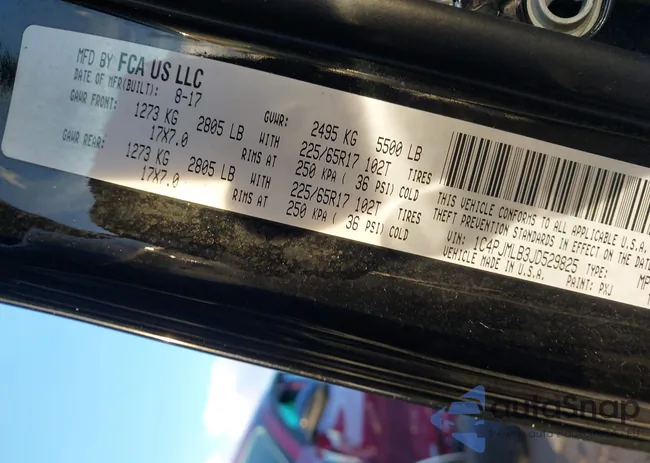 MFD BY FCA US LLC
DATE OF MFR(BUILT): 8-17
GVWR: 2495 KG 5500 LB
GAWR FRONT: 1273 KG 2805 LB WITH 225/65R17 102T TIRES
17X7.0 RIMS AT 250 KPA ( 36 PSI) COLD
GAWR REAR: 1273 KG 2805 LB WITH 225/65R17 102T TIRES
17X7.0 RIMS AT 250 KPA ( 36 PSI) COLD
THIS VEHICLE CONFORMS TO ALL APPLICABLE
THEFT PREVENTION STANDARDS IN EFFECT ON
VIN: 1C4PJMLB3JD529825 TYPE: MP
VEHICLE MADE IN U.S.A. PAINT: PXJ
autoSnap